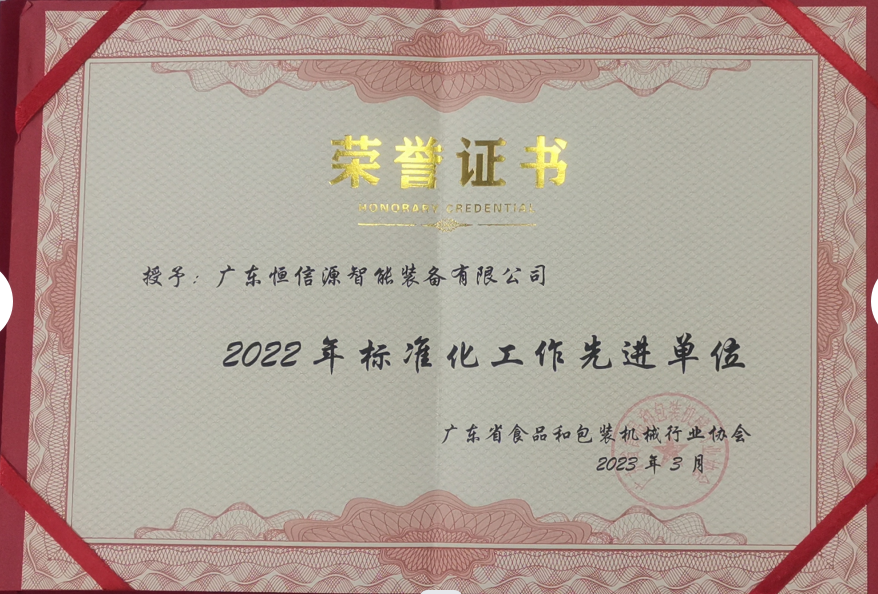 荣誉证书
HONORARY CREDENTIAL
授予：广东恒信源智能装备有限公司
2022年标准化工作先进单位
广东省食品和包装机械行业协会
2023年3月